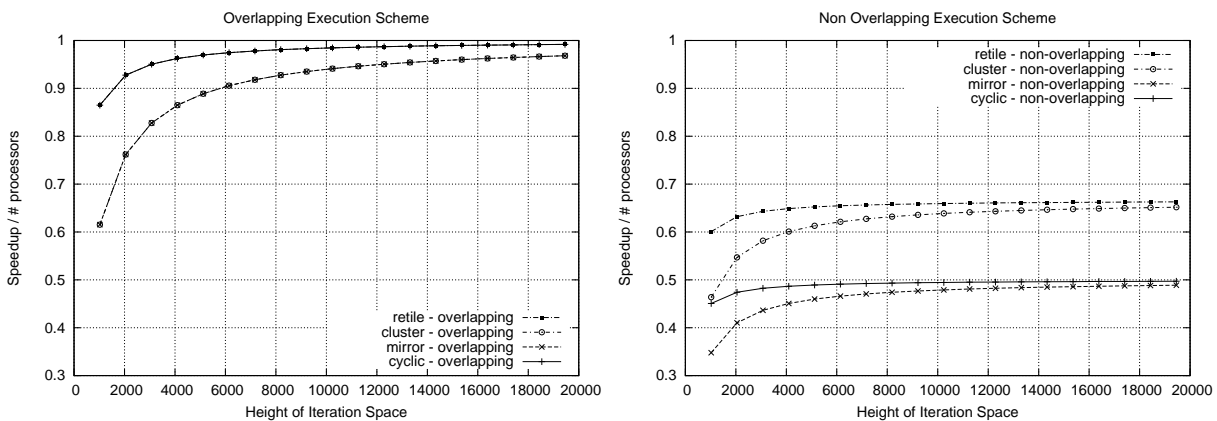 Overlapping Execution Scheme
1
0.9
0.8
0.7
0.6
0.5
0.4
0.3
Speedup / # processors
retile - overlapping
cluster - overlapping
mirror - overlapping
cyclic - overlapping
0 2000 4000 6000 8000 10000 12000 14000 16000 18000 20000
Height of Iteration Space
Non Overlapping Execution Scheme
1
0.9
0.8
0.7
0.6
0.5
0.4
0.3
Speedup / # processors
retile - non-overlapping
cluster - non-overlapping
mirror - non-overlapping
cyclic - non-overlapping
0 2000 4000 6000 8000 10000 12000 14000 16000 18000 20000
Height of Iteration Space